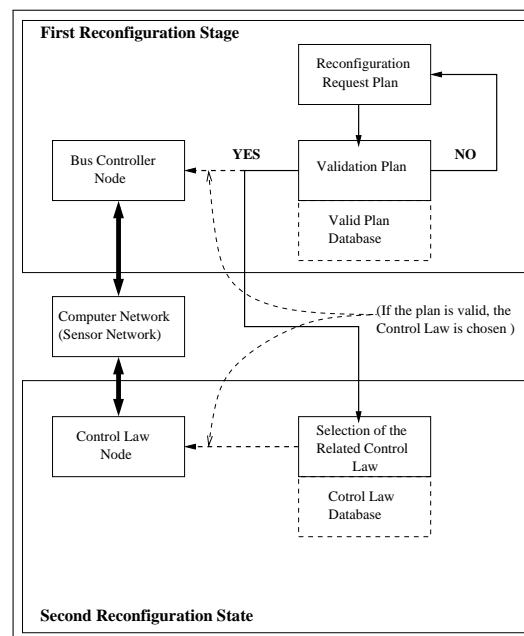 First Reconfiguration Stage
Reconfiguration
Request Plan
YES
NO
Bus Controller
Node
Validation Plan
Valid Plan
Database
Computer Network
(Sensor Network)
(If the plan is valid, the
Control Law is chosen )
Control Law
Node
Selection of the
Related Control
Law
Cotrol Law
Database
Second Reconfiguration State